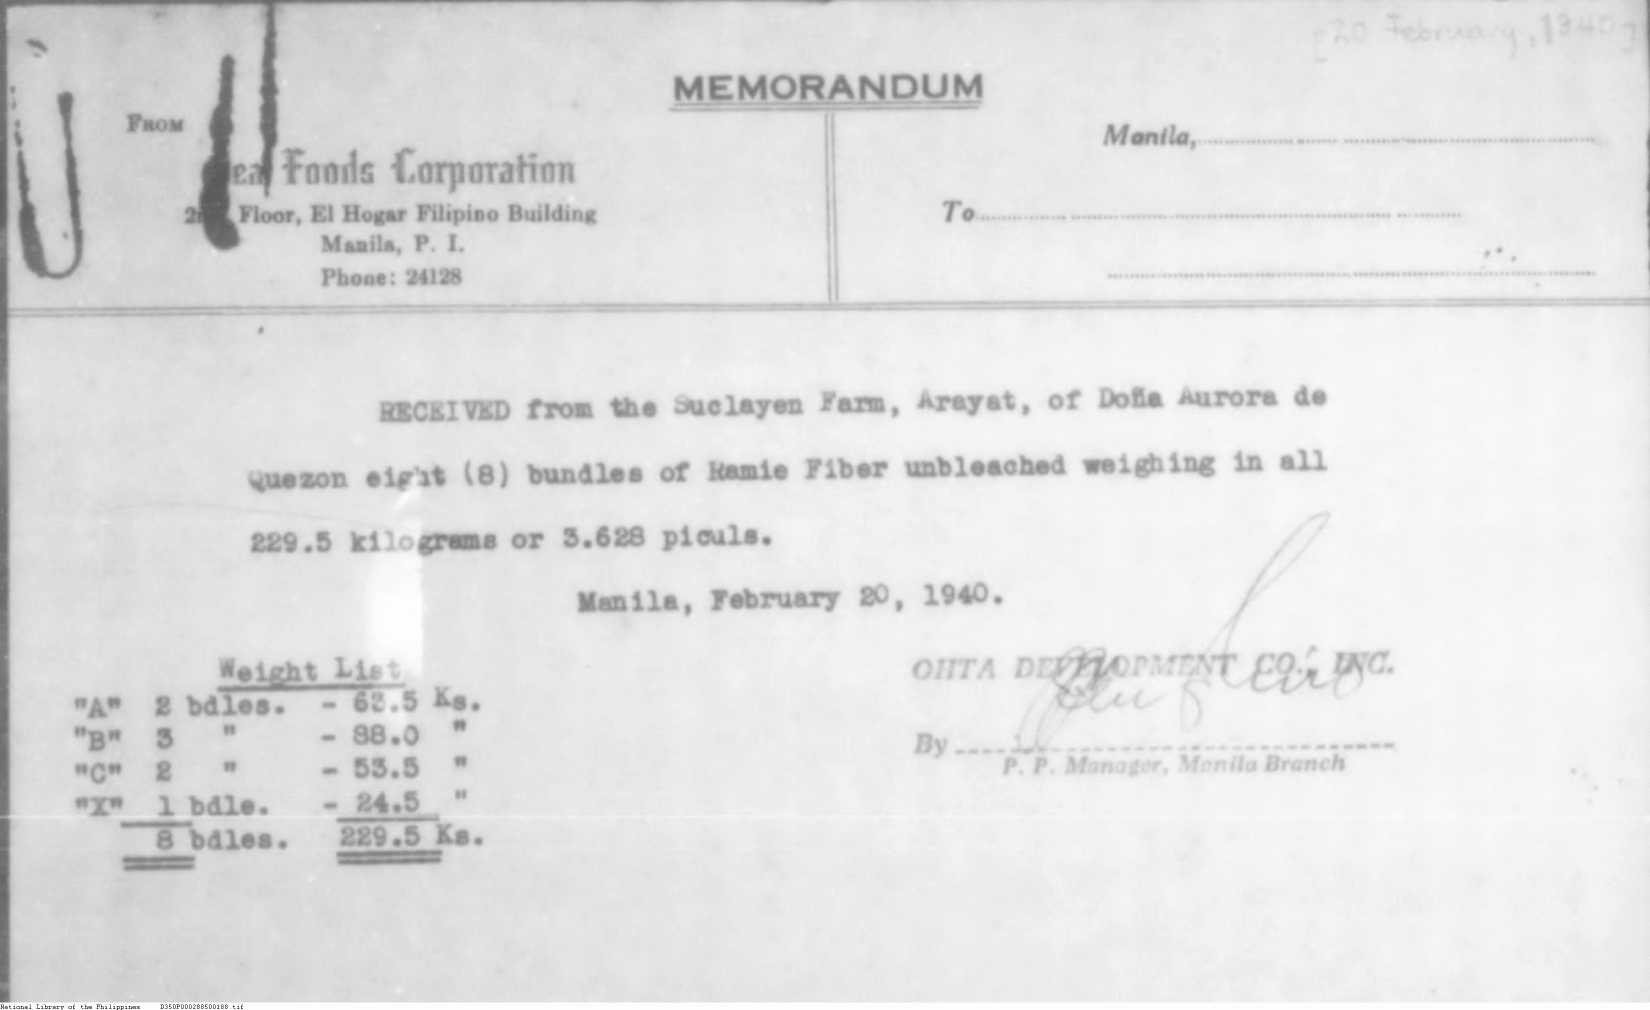 [20 February, 1940]
MEMORANDUM
FROM
Sea Foods Corporation
2nd Floor, El Hogar Filipino Building
Manila, P. I.
Phone: 24128
Manila,
To
RECEIVED from the Suclayen Farm, Arayat, of Doña Aurora de
Quezon eight (8) bundles of Ramie Fiber unbleached weighing in all
229.5 kilograms or 3.628 piculs.
Manila, February 20, 1940.
Weight List
"A" 2 bdles. - 63.5 Ks.
"B" 3 " - 88.0 "
"C" 2 " - 53.5 "
"X" 1 bdle. - 24.5 "
8 bdles. 229.5 Ks.
OHTA DEVELOPMENT CO., INC.
By
P. P. Manager, Manila Branch
National Library of the Philippines D350P000288500188.tif